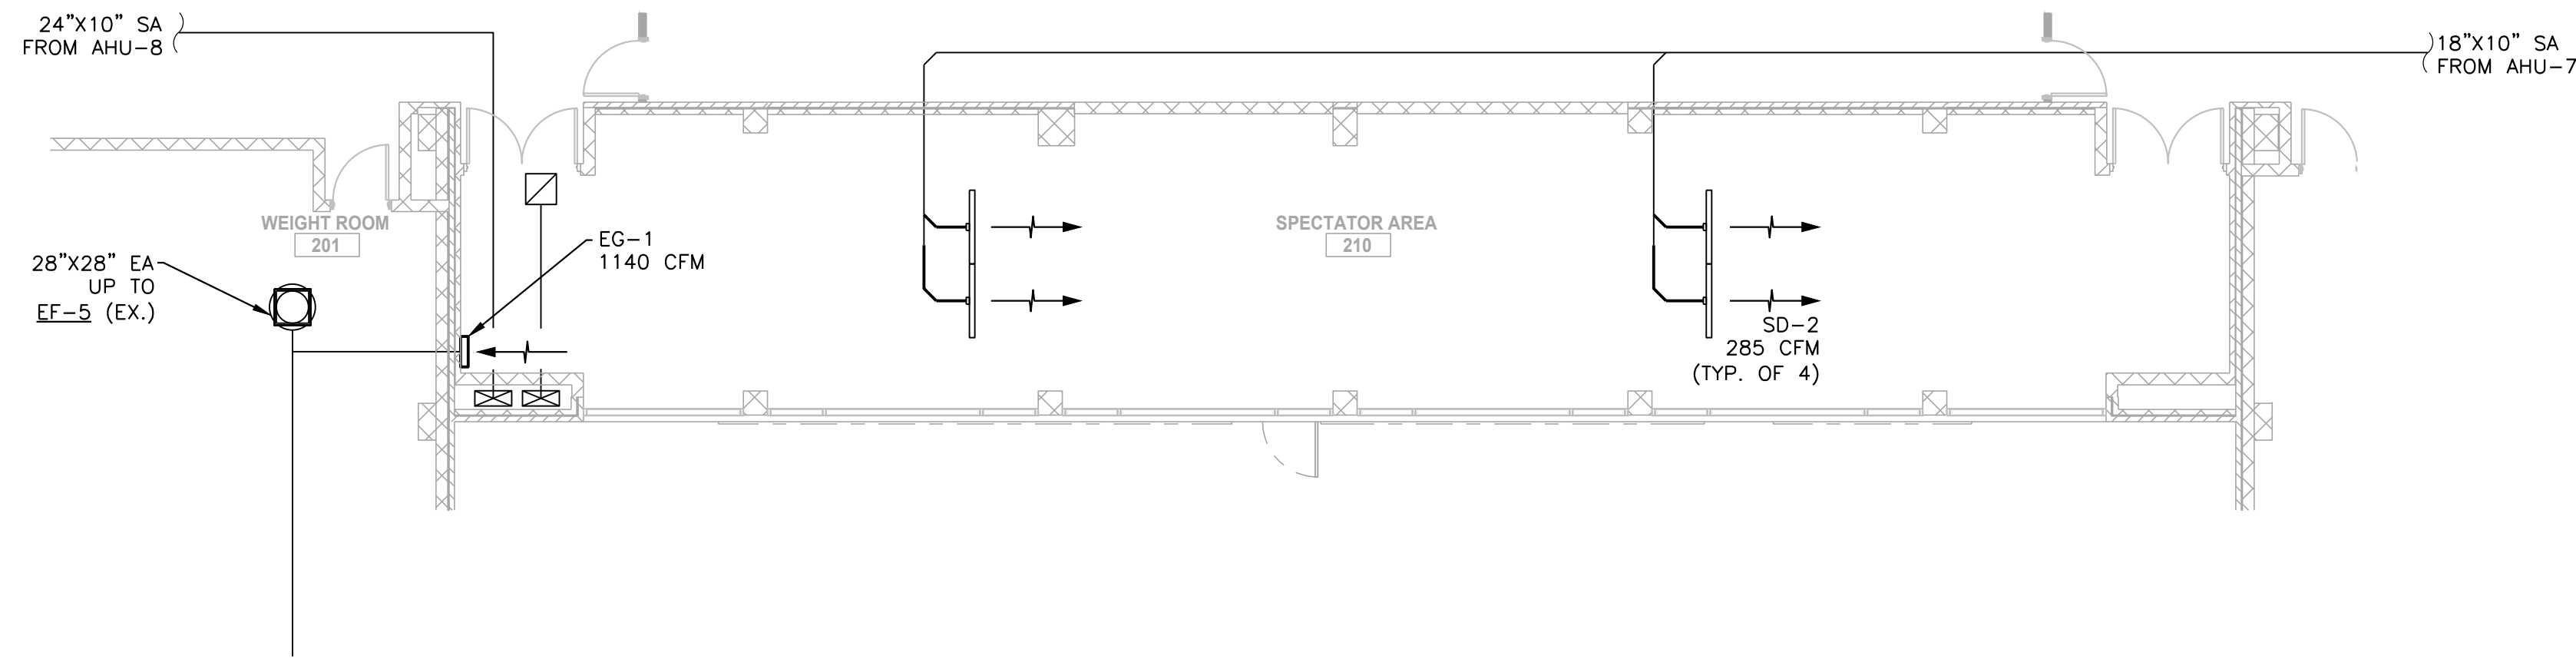 24”X10” SA
FROM AHU-8
18”X10” SA
FROM AHU-7
WEIGHT ROOM
201
SPECTATOR AREA
210
EG-1
1140 CFM
28”X28” EA
UP TO
EF-5 (EX.)
SD-2
285 CFM
(TYP. OF 4)